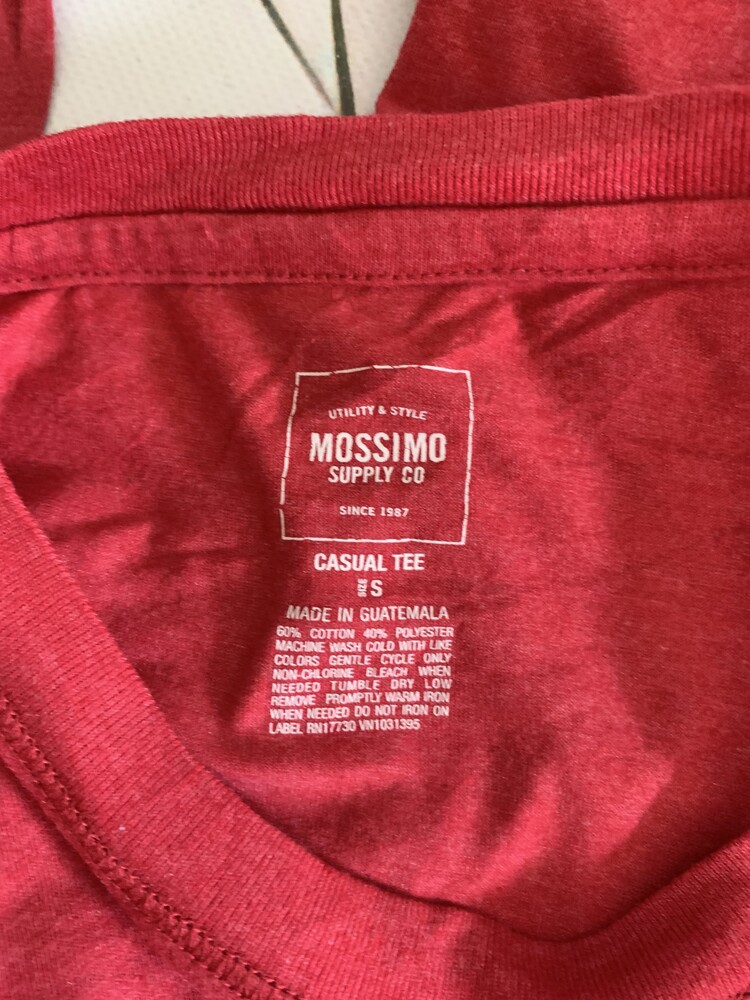 UTILITY & STYLE
MOSSIMO
SUPPLY CO
SINCE 1987
CASUAL TEE
SIZE S
MADE IN GUATEMALA
60% COTTON 40% POLYESTER
MACHINE WASH COLD WITH LIKE
COLORS GENTLE CYCLE ONLY
NON-CHLORINE BLEACH WHEN
NEEDED TUMBLE DRY LOW
REMOVE PROMPTLY WARM IRON
WHEN NEEDED DO NOT IRON ON
LABEL RN17730 VN1031395